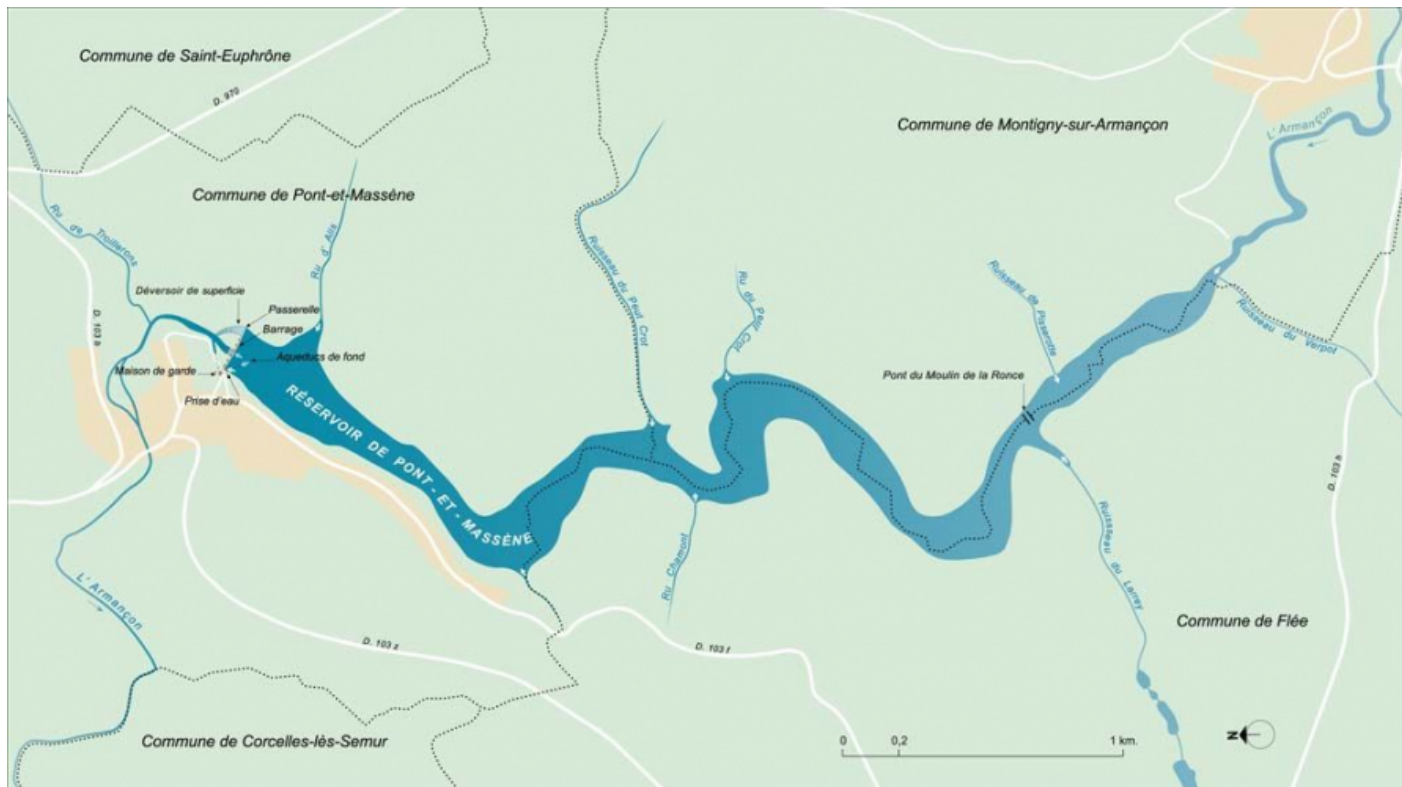 Commune de Saint-Euphrône
D. 970
Commune de Montigny-sur-Armançon
L' Armançon
Commune de Pont-et-Massène
Ru de Troillefons
Ru d' Alis
Ruisseau du Peut Crot
Ru du Petit Crot
Ruisseau de Pisserotte
Ruisseau du Verpot
Déversoir de superficie
Passerelle
Barrage
Aqueducs de fond
Maison de garde
Prise d'eau
D. 103 a
Pont du Moulin de la Ronce
RÉSERVOIR DE PONT - ET - MASSÈNE
D. 103 h
Ru Chamont
Ruisseau du Larrey
L' Armançon
Commune de Flée
D. 103 z
D. 103 f
Commune de Corcelles-lès-Semur
0 0,2 1 km.
N